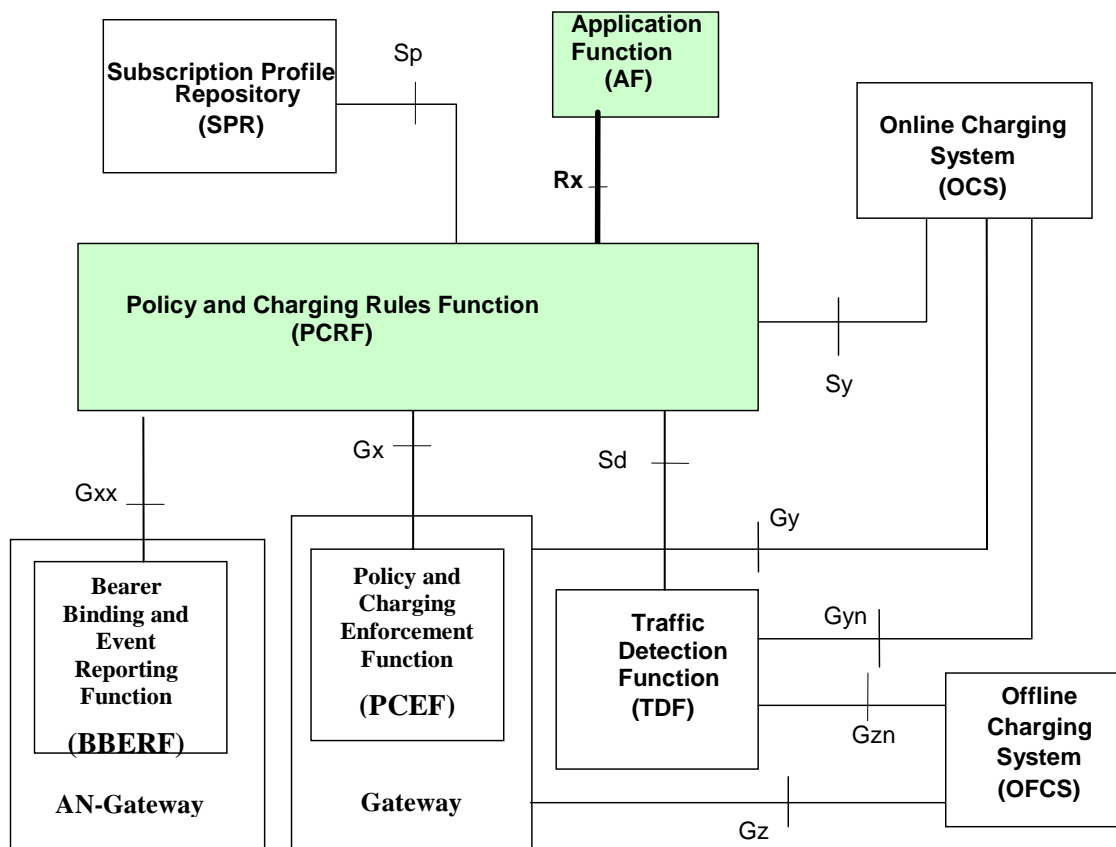 Subscription Profile
Repository
(SPR)
Sp
Application
Function
(AF)
Rx
Online Charging
System
(OCS)
Policy and Charging Rules Function
(PCRF)
Sy
Gxx
Gx
Sd
Gy
Bearer
Binding and
Event
Reporting
Function
(BBERF)
AN-Gateway
Policy and
Charging
Enforcement
Function
(PCEF)
Gateway
Traffic
Detection
Function
(TDF)
Gyn
Gzn
Gz
Offline
Charging
System
(OFCS)